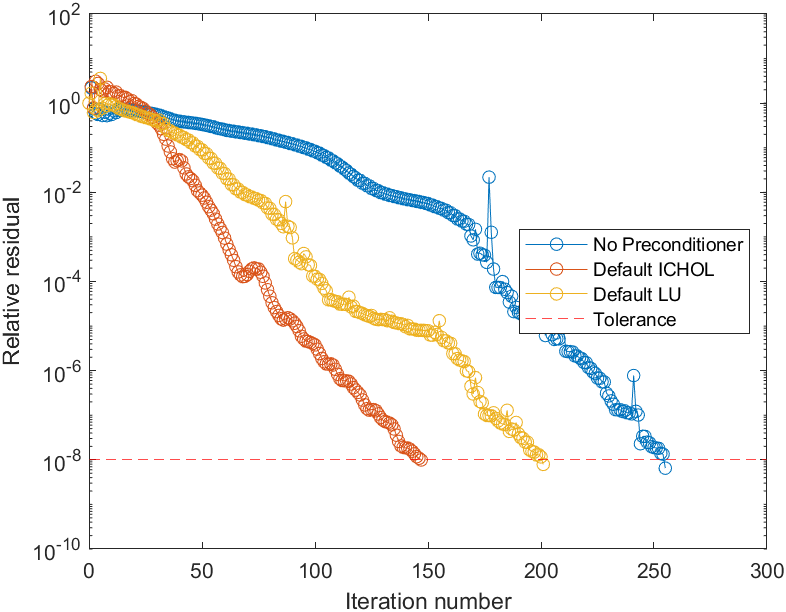 10^2
10^0
10^-2
10^-4
10^-6
10^-8
10^-10
Relative residual
No Preconditioner
Default ICHOL
Default LU
Tolerance
0 50 100 150 200 250 300
Iteration number